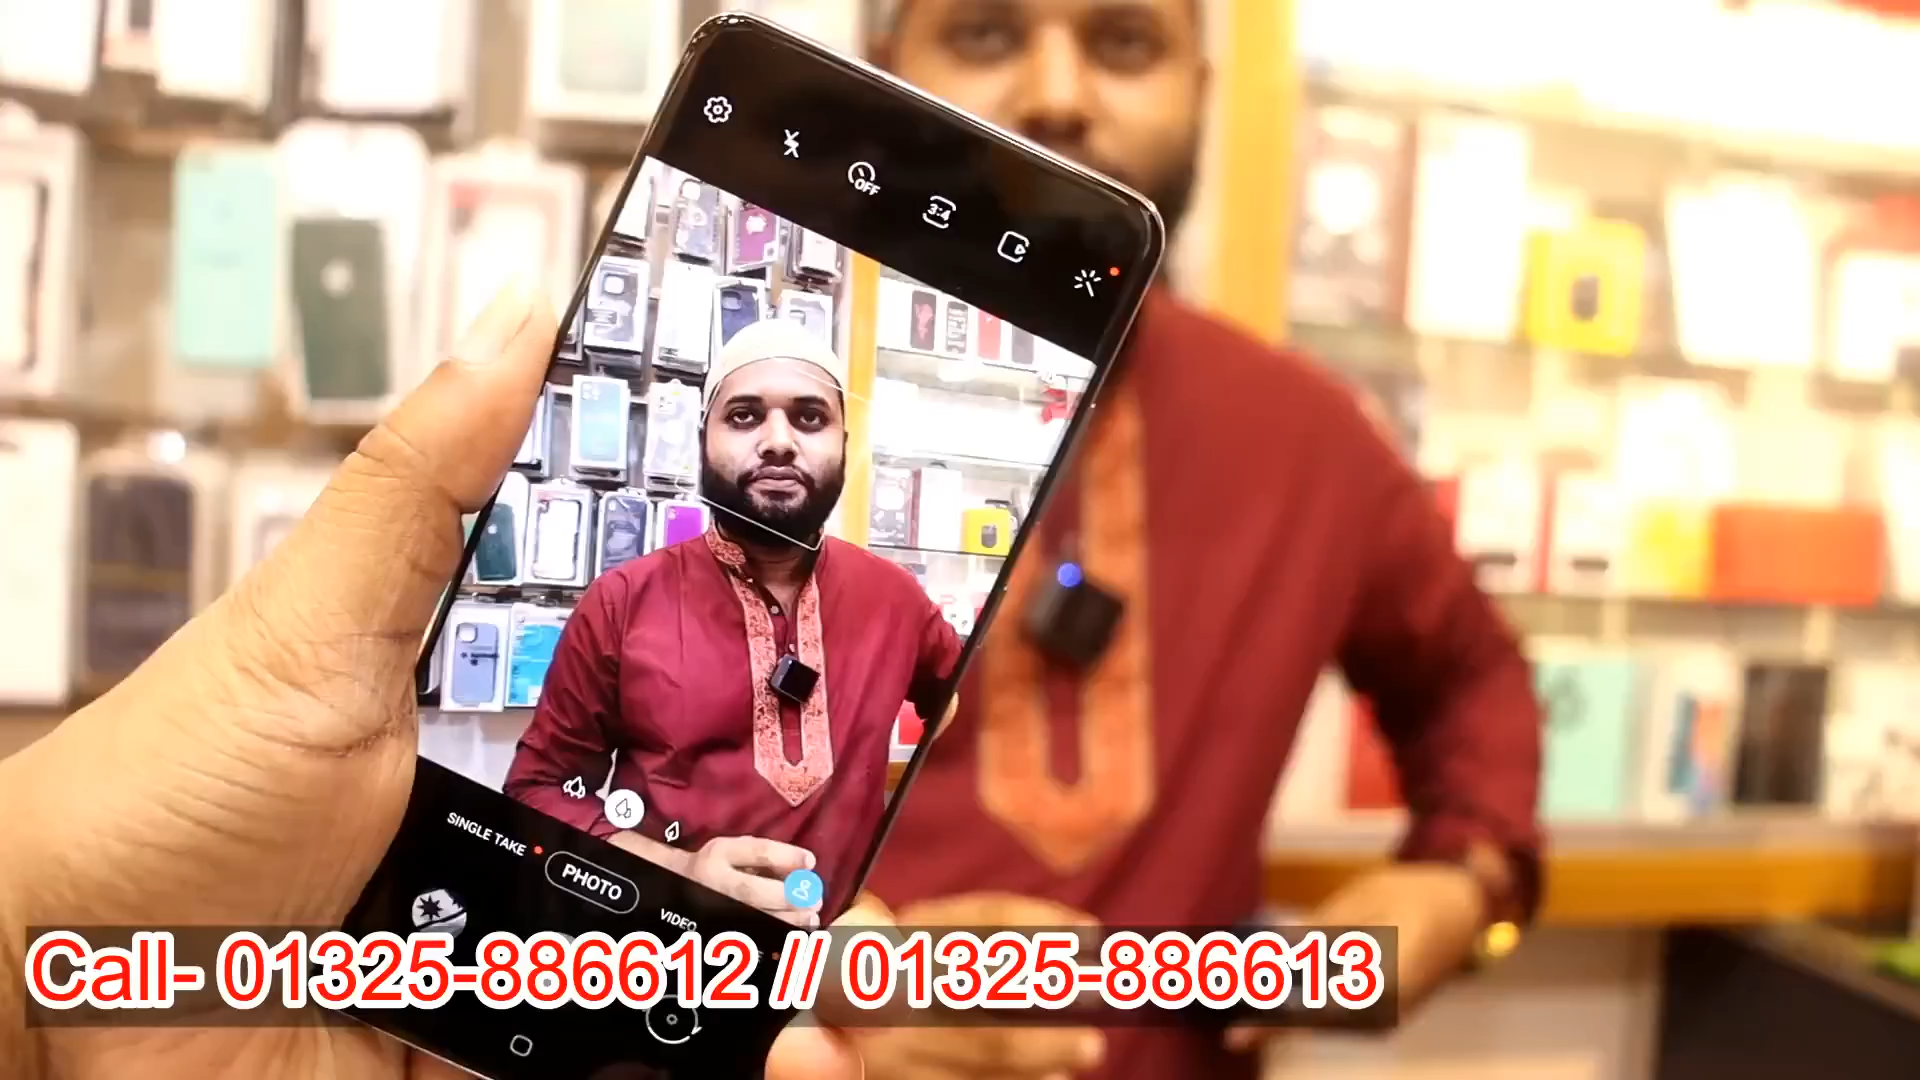 OFF
3:4
SINGLE TAKE
PHOTO
VIDEO
Call- 01325-886612 // 01325-886613